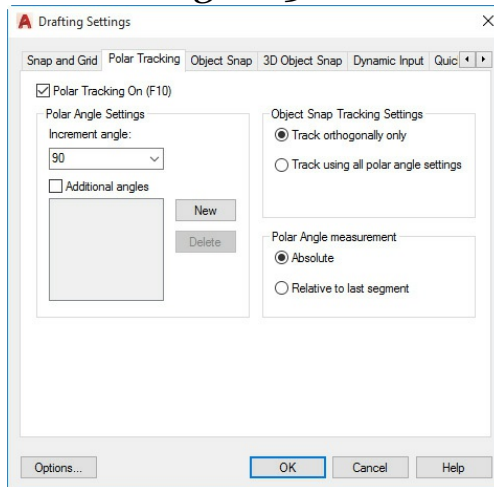 A Drafting Settings
Snap and Grid Polar Tracking Object Snap 3D Object Snap Dynamic Input Quic
Polar Tracking On (F10)
Polar Angle Settings
Increment angle:
90
Additional angles
New
Delete
Object Snap Tracking Settings
Track orthogonally only
Track using all polar angle settings
Polar Angle measurement
Absolute
Relative to last segment
Options... OK Cancel Help